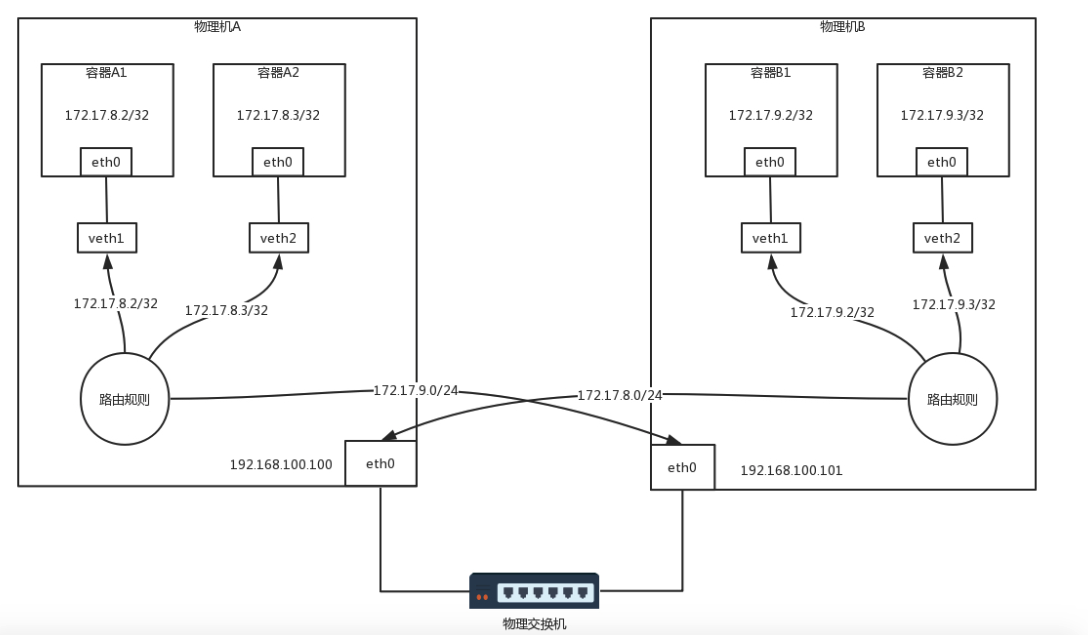 物理机A
物理机B
容器A1
容器A2
容器B1
容器B2
172.17.8.2/32
172.17.8.3/32
172.17.9.2/32
172.17.9.3/32
eth0
eth0
eth0
eth0
veth1
veth2
veth1
veth2
172.17.8.2/32
172.17.8.3/32
172.17.9.2/32
172.17.9.3/32
路由规则
172.17.9.0/24
172.17.8.0/24
路由规则
192.168.100.100
eth0
eth0
192.168.100.101
物理交换机